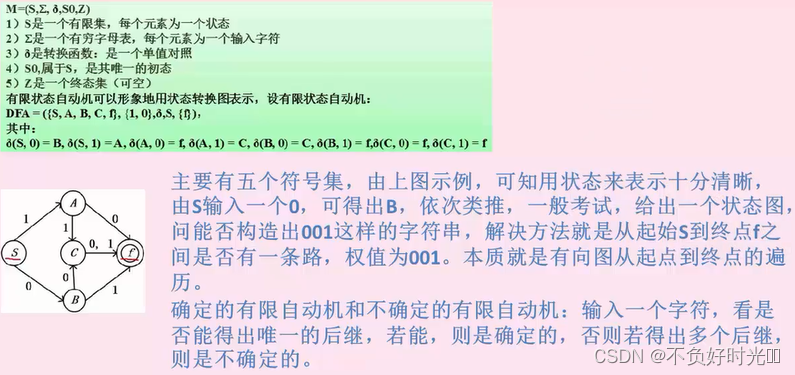 M=(S,Σ, ð,S0,Z)
1）S是一个有限集，每个元素为一个状态
2）Σ是一个有穷字母表，每个元素为一个输入字符
3）ð是转换函数：是一个单值对照
4）S0,属于S，是其唯一的初态
5）Z是一个终态集（可空）
有限状态自动机可以形象地用状态转换图表示，设有限状态自动机：
DFA = ({S, A, B, C, f}, {1, 0},ð,S, {f})，
其中：
ð(S, 0) = B, ð(S, 1) =A, ð(A, 0) = f, ð(A, 1) = C, ð(B, 0) = C, ð(B, 1) = f,ð(C, 0) = f, ð(C, 1) = f
主要有五个符号集，由上图示例，可知用状态来表示十分清晰，
由S输入一个0，可得出B，依次类推，一般考试，给出一个状态图，
问能否构造出001这样的字符串，解决方法就是从起始S到终点f之
间是否有一条路，权值为001。本质就是有向图从起点到终点的遍
历。
确定的有限自动机和不确定的有限自动机：输入一个字符，看是
否能得出唯一的后继，若能，则是确定的，否则若得出多个后继，
则是不确定的。
A
1
0
1
S
C
0, 1
f
0
0
1
B
CSDN @不负好时光